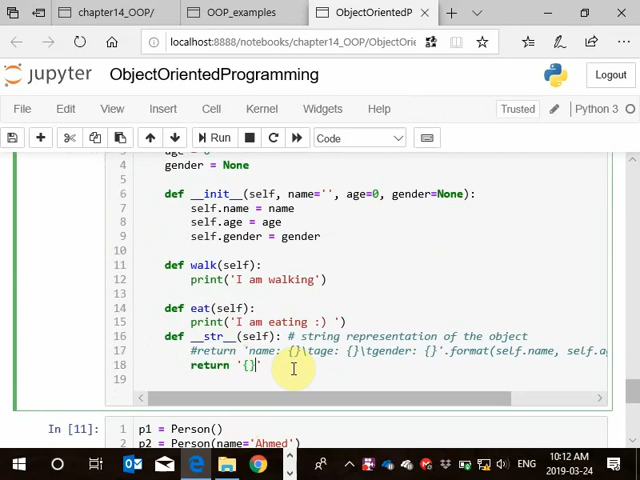 chapter14_OOP/
OOP_examples
ObjectOrientedP
localhost:8888/notebooks/chapter14_OOP/ObjectOrie
jupyter ObjectOrientedProgramming
Logout
File Edit View Insert Cell Kernel Widgets Help
Trusted
Python 3
Run
Code
4 gender = None
5
6 def __init__(self, name='', age=0, gender=None):
7 self.name = name
8 self.age = age
9 self.gender = gender
10
11 def walk(self):
12 print('I am walking')
13
14 def eat(self):
15 print('I am eating :) ')
16 def __str__(self): # string representation of the object
17 #return 'name: {}\tage: {}\tgender: {}'.format(self.name, self.ag
18 return '{}'
19
In [11]:
1 p1 = Person()
2 p2 = Person(name='Ahmed')
ENG
10:12 AM
2019-03-24